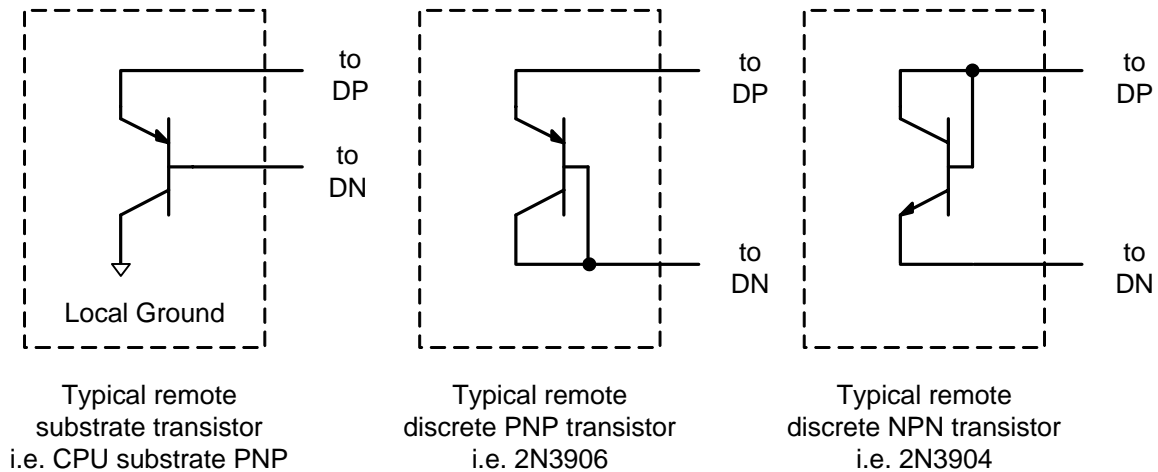 to
DP
to
DN
Local Ground
Typical remote
substrate transistor
i.e. CPU substrate PNP
to
DP
to
DN
Typical remote
discrete PNP transistor
i.e. 2N3906
to
DP
to
DN
Typical remote
discrete NPN transistor
i.e. 2N3904